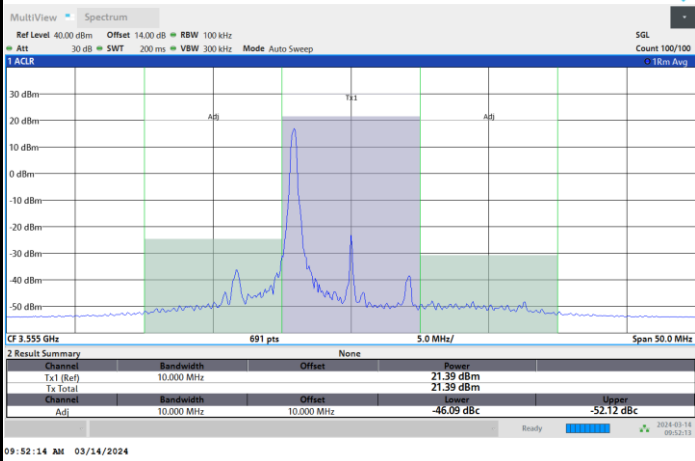 MultiView Spectrum
Ref Level 40.00 dBm Offset 14.00 dB RBW 100 kHz SGL
Att 30 dB SWT 200 ms VBW 300 kHz Mode Auto Sweep Count 100/100
1 ACLR 1Rm Avg
30 dBm
Tx1
20 dBm Adj Adj
10 dBm
0 dBm
-10 dBm
-20 dBm
-30 dBm
-40 dBm
-50 dBm
CF 3.555 GHz 691 pts 5.0 MHz/ Span 50.0 MHz
2 Result Summary None
Channel Bandwidth Offset Power
Tx1 (Ref) 10.000 MHz 21.39 dBm
Tx Total 21.39 dBm
Channel Bandwidth Offset Lower Upper
Adj 10.000 MHz 10.000 MHz -46.09 dBc -52.12 dBc
Ready 2024-03-14
09:52:13
09:52:14 AM 03/14/2024